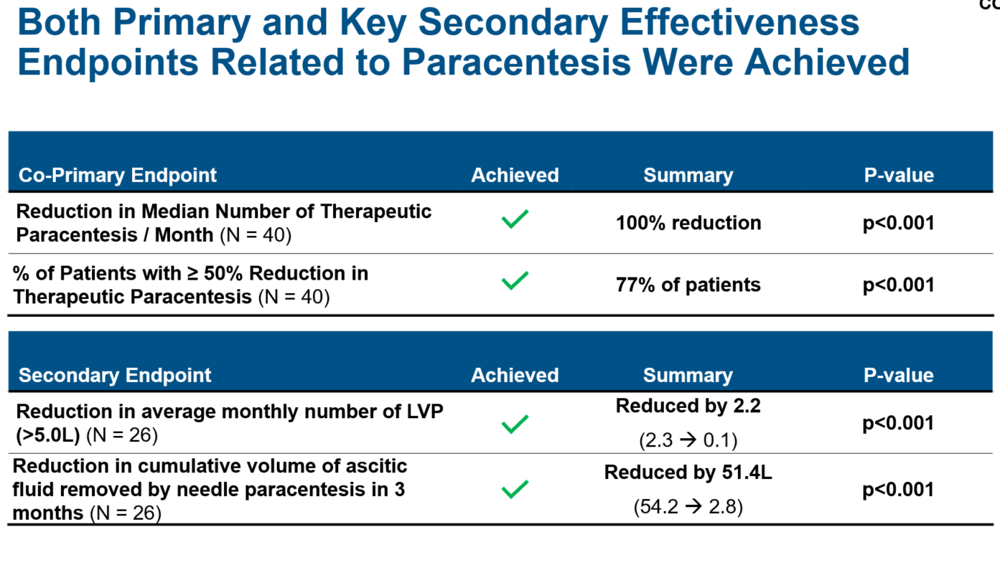 CO
Both Primary and Key Secondary Effectiveness
Endpoints Related to Paracentesis Were Achieved
Co-Primary Endpoint Achieved Summary P-value
Reduction in Median Number of Therapeutic
Paracentesis / Month (N = 40) ✓ 100% reduction p<0.001
% of Patients with ≥ 50% Reduction in
Therapeutic Paracentesis (N = 40) ✓ 77% of patients p<0.001
Secondary Endpoint Achieved Summary P-value
Reduction in average monthly number of LVP
(>5.0L) (N = 26) ✓ Reduced by 2.2
(2.3 → 0.1) p<0.001
Reduction in cumulative volume of ascitic
fluid removed by needle paracentesis in 3
months (N = 26) ✓ Reduced by 51.4L
(54.2 → 2.8) p<0.001